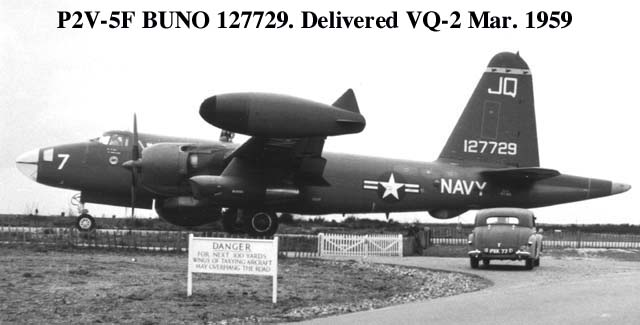 P2V-5F BUNO 127729. Delivered VQ-2 Mar. 1959
JQ
127729
7
NAVY
DANGER
FOR NEXT 300 YARDS
WINGS OF TAXYING AIRCRAFT
MAY OVERHANG THE ROAD